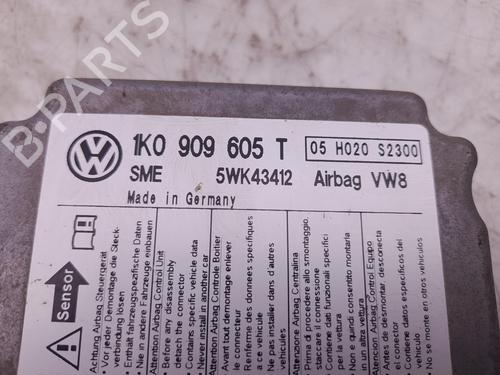 B-PARTS
1K0 909 605 T
05 H020 S2300
SME 5WK43412 Airbag VW8
Made in Germany
Sensor
Achtung Airbag Steuergerät
Vor jeder Demontage die Steck-
verbindung lösen
Enthält fahrzeugspezifische Daten
Nie in andere Fahrzeuge einbauen
Attention Airbag Control Unit
Before any disassembly
detach the connector
Contains specific vehicle data
Never install in another car
Attention Airbag Controle Boitier
Avant demontage enlever
le connecteur
Renferme des données spécifiques
a ce vehicule
Ne pas installer dans d'autres
vehicules
Attenzione Airbag Centralina
Prima di procedere allo smontaggio,
staccare il connessione
Contiene dati funzionali specifici
per la vettura
Non e quindi consentito montarla
in un altra vettura
Atencion Airbag Control Equipo
Antes de desmontar, desconecta
el conector
Contiene datos especificos del
vehiculo
No se monte en otros vehiculos